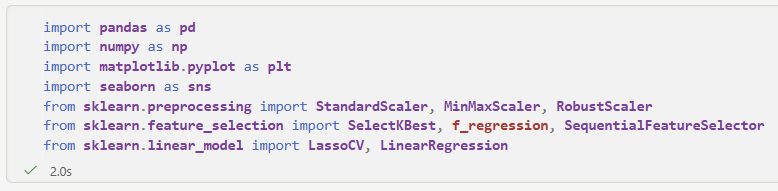 import pandas as pd
import numpy as np
import matplotlib.pyplot as plt
import seaborn as sns
from sklearn.preprocessing import StandardScaler, MinMaxScaler, RobustScaler
from sklearn.feature_selection import SelectKBest, f_regression, SequentialFeatureSelector
from sklearn.linear_model import LassoCV, LinearRegression
2.0s